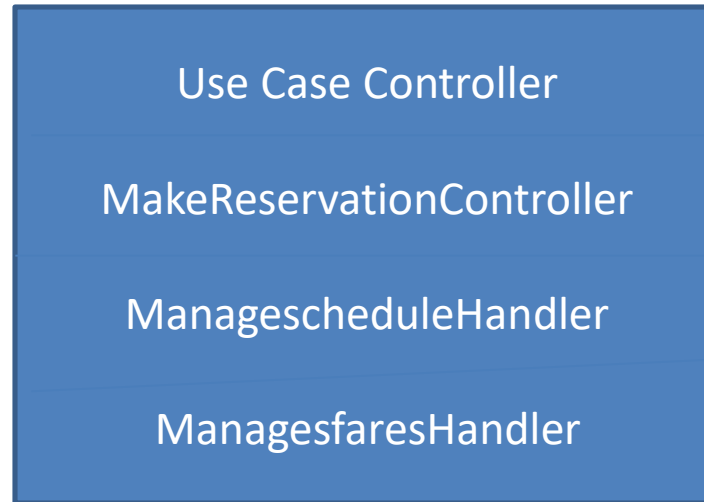 Use Case Controller
MakeReservationController
ManagescheduleHandler
ManagesfaresHandler